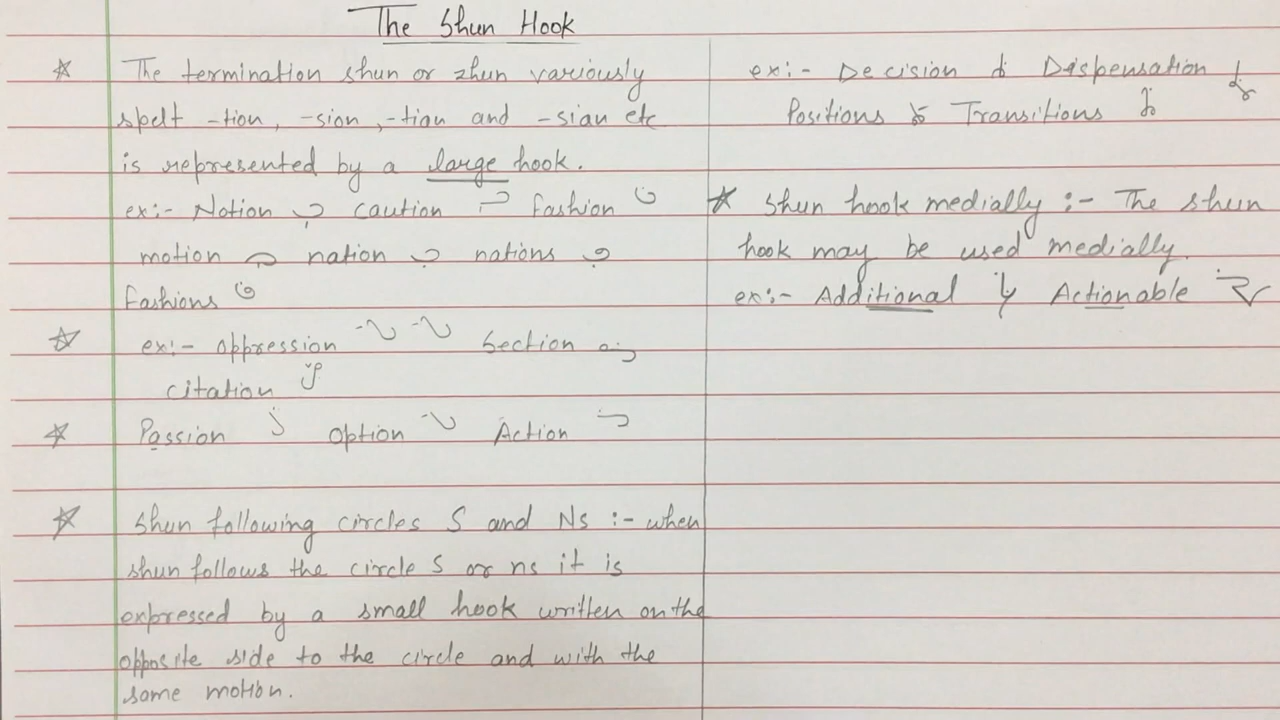 The Shun Hook
☆ The termination shun or zhun variously
spelt -tion, -sion, -tian and -sian etc
is represented by a large hook.
ex:- Notion caution fashion
motion nation nations
fashions
☆ ex:- oppression Section
citation
☆ Passion option Action
☆ Shun following circles S and Ns :- when
shun follows the circle S or ns it is
expressed by a small hook written on the
opposite side to the circle and with the
same motion.
ex:- Decision Dispensation
Positions Transitions
☆ Shun hook medially :- The shun
hook may be used medially.
ex:- Additional Actionable